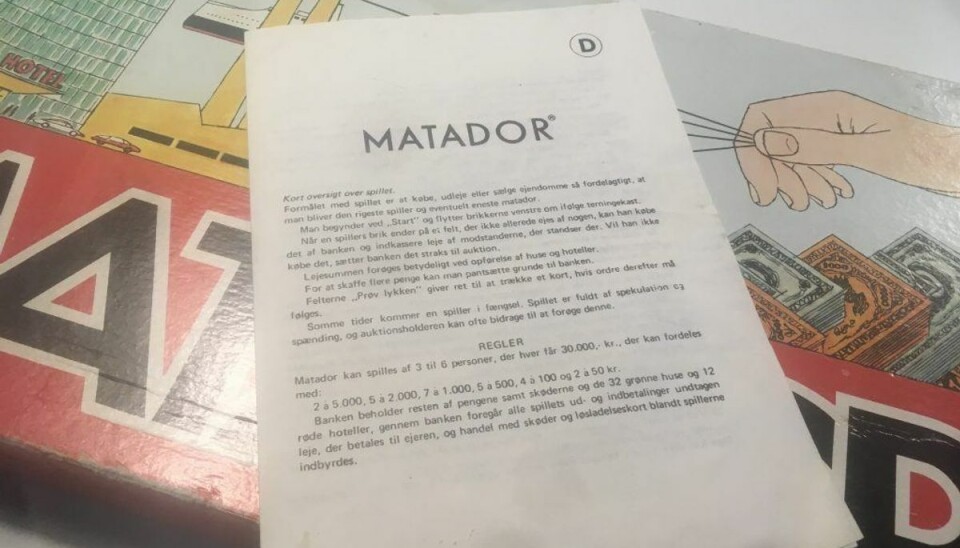 HOTEL
D
MATADOR®
Kort oversigt over spillet.
Formålet med spillet er at købe, udleje eller sælge ejendomme så fordelagtigt, at
man bliver den rigeste spiller og eventuelt eneste matador.
Man begynder ved „Start" og flytter brikkerne venstre om ifølge terningekast.
Når en spillers brik ender på et felt, der ikke allerede ejes af nogen, kan han købe
det af banken og indkassere leje af modstanderne, der standser der. Vil han ikke
købe det, sætter banken det straks til auktion.
Lejesummen forøges betydeligt ved opførelse af huse og hoteller.
For at skaffe flere penge kan man pantsætte grunde til banken.
Felterne „Prøv lykken" giver ret til at trække et kort, hvis ordre derefter må
følges.
Somme tider kommer en spiller i fængsel. Spillet er fuldt af spekulation og
spænding, og auktionsholderen kan ofte bidrage til at forøge denne.
REGLER
Matador kan spilles af 3 til 6 personer, der hver får 30.000,- kr., der kan fordeles
med:
2 à 5.000, 5 à 2.000, 7 à 1.000, 5 à 500, 4 à 100 og 2 à 50 kr.
Banken beholder resten af pengene samt skøderne og de 32 grønne huse og 12
røde hoteller, gennem banken foregår alle spillets ud- og indbetalinger undtagen
leje, der betales til ejeren, og handel med skøder og løsladelseskort blandt spillerne
indbyrdes.